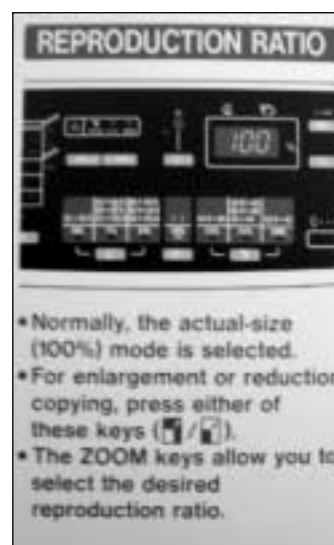 REPRODUCTION RATIO
100
• Normally, the actual-size
(100%) mode is selected.
• For enlargement or reduction
copying, press either of
these keys ( / ).
• The ZOOM keys allow you to
select the desired
reproduction ratio.